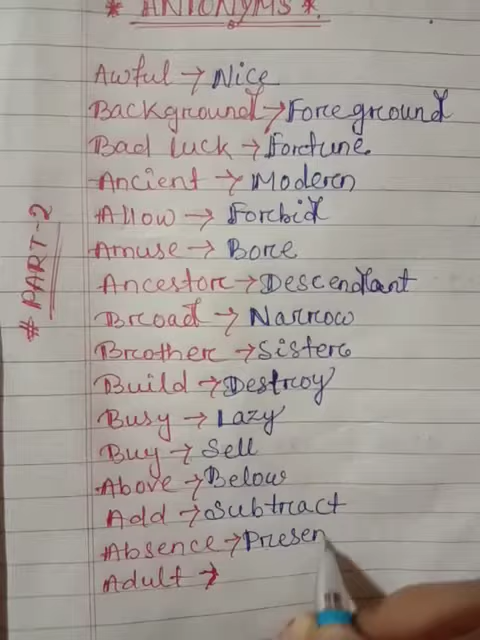 * ANTONYMS *.
Awful → Nice
Background → Foreground
Bad luck → Fortune
Ancient → Modern
Allow → Forbid
Amuse → Bore
Ancestor → Descendant
Broad → Narrow
Brother → Sister
Build → Destroy
Busy → Lazy
Buy → Sell
Above → Below
Add → Subtract
Absence → Presen
Adult →
# PART-2